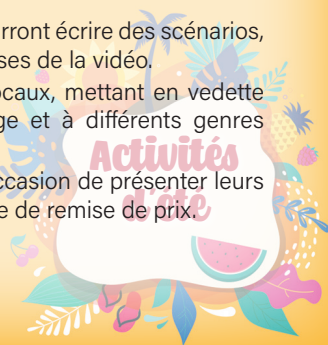 rront écrire des scénarios,
ses de la vidéo.
ocaux, mettant en vedette
ge et à différents genres
Activités
ccasion de présenter leurs
d'été
e de remise de prix.